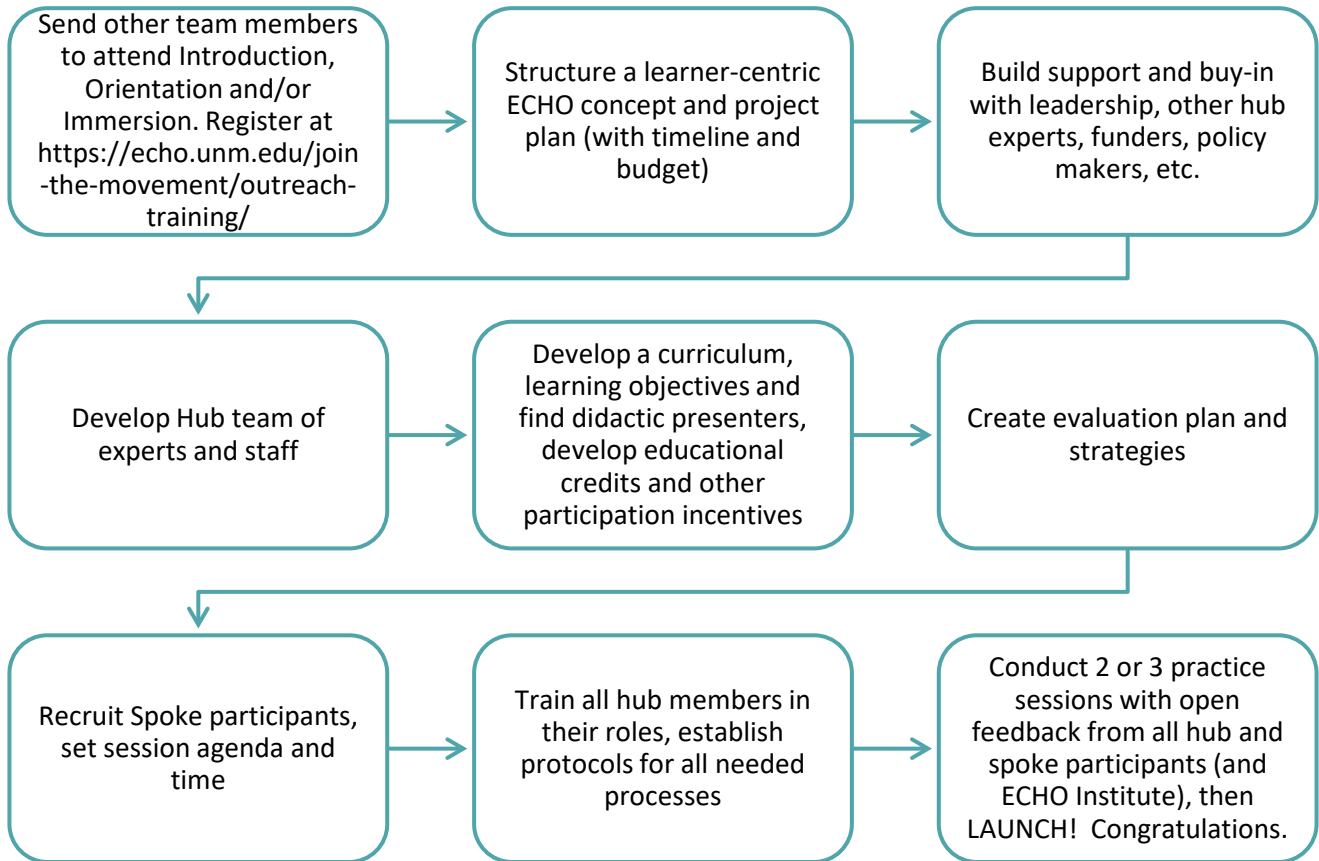 Send other team members
to attend Introduction,
Orientation and/or
Immersion. Register at
https://echo.unm.edu/join
-the-movement/outreach-
training/
Structure a learner-centric
ECHO concept and project
plan (with timeline and
budget)
Build support and buy-in
with leadership, other hub
experts, funders, policy
makers, etc.
Develop Hub team of
experts and staff
Develop a curriculum,
learning objectives and
find didactic presenters,
develop educational
credits and other
participation incentives
Create evaluation plan and
strategies
Recruit Spoke participants,
set session agenda and
time
Train all hub members in
their roles, establish
protocols for all needed
processes
Conduct 2 or 3 practice
sessions with open
feedback from all hub and
spoke participants (and
ECHO Institute), then
LAUNCH!  Congratulations.